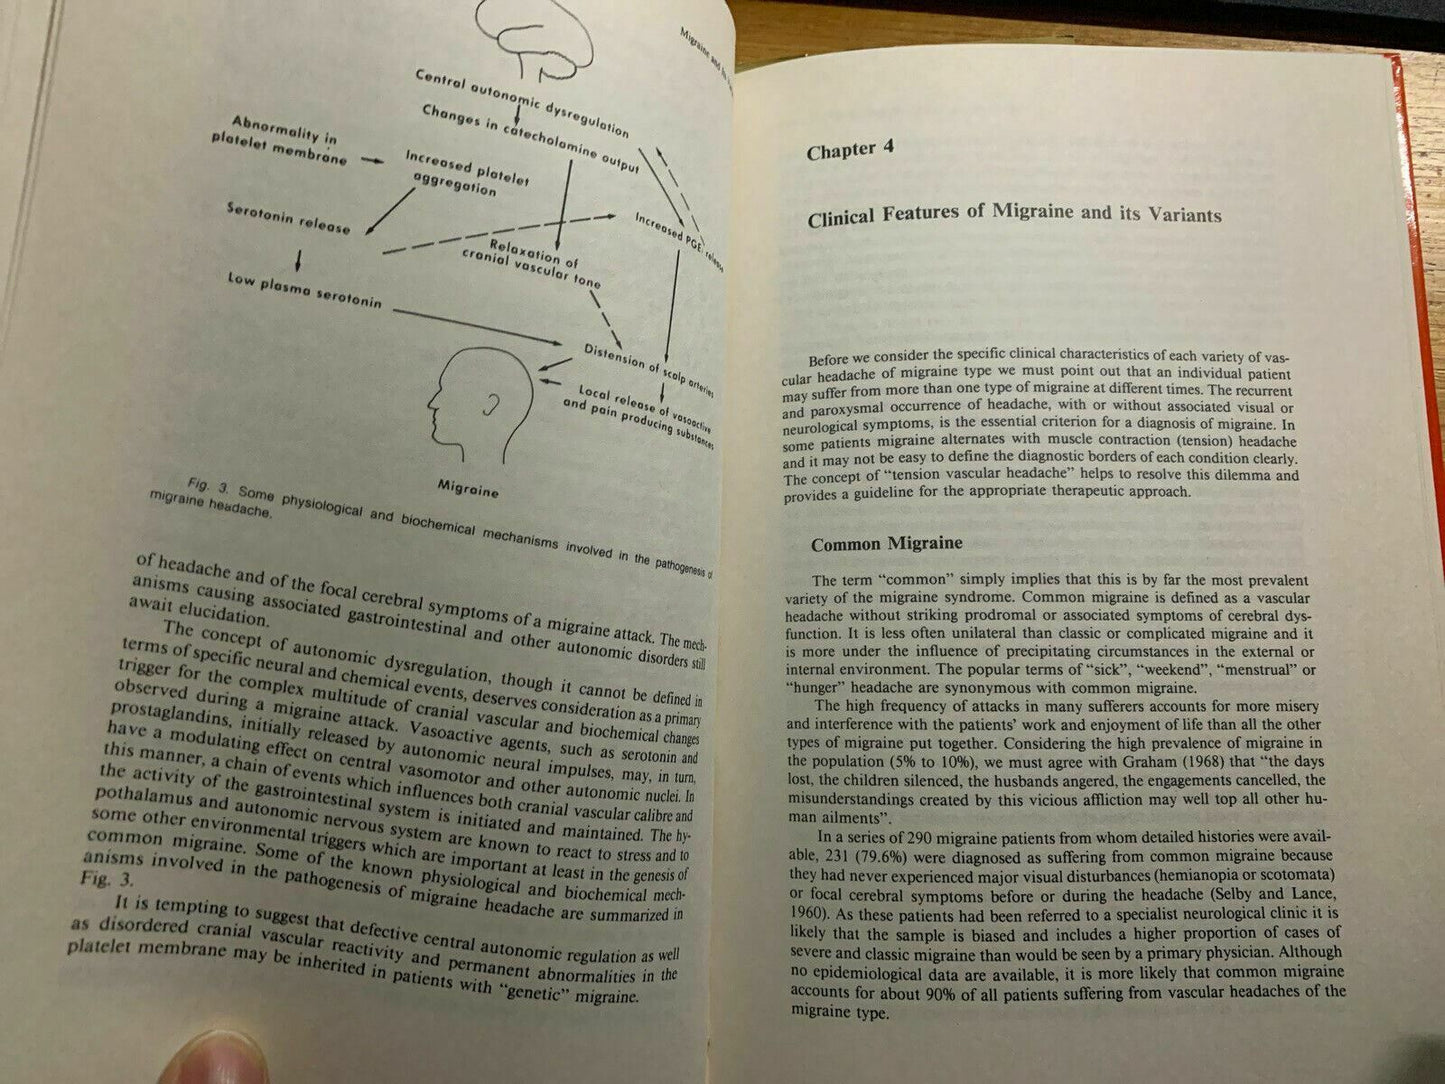 Migraine and its
Central autonomic dysregulation
Changes in catecholamine output
Abnormality in
platelet membrane
Increased platelet
aggregation
Serotonin release
Increased PGE₁ release
Relaxation of
cranial vascular tone
Low plasma serotonin
Distension of scalp arteries
Local release of vasoactive
and pain producing substances
Migraine
Fig. 3. Some physiological and biochemical mechanisms involved in the pathogenesis of
migraine headache.
of headache and of the focal cerebral symptoms of a migraine attack. The mech-
anisms causing associated gastrointestinal and other autonomic disorders still
await elucidation.
The concept of autonomic dysregulation, though it cannot be defined in
terms of specific neural and chemical events, deserves consideration as a primary
trigger for the complex multitude of cranial vascular and biochemical changes
observed during a migraine attack. Vasoactive agents, such as serotonin and
prostaglandins, initially released by autonomic neural impulses, may, in turn,
have a modulating effect on central vasomotor and other autonomic nuclei. In
this manner, a chain of events which influences both cranial vascular calibre and
the activity of the gastrointestinal system is initiated and maintained. The hy-
pothalamus and autonomic nervous system are known to react to stress and to
some other environmental triggers which are important at least in the genesis of
common migraine. Some of the known physiological and biochemical mech-
anisms involved in the pathogenesis of migraine headache are summarized in
Fig. 3.
It is tempting to suggest that defective central autonomic regulation as well
as disordered cranial vascular reactivity and permanent abnormalities in the
platelet membrane may be inherited in patients with “genetic” migraine.
Chapter 4
Clinical Features of Migraine and its Variants
Before we consider the specific clinical characteristics of each variety of vas-
cular headache of migraine type we must point out that an individual patient
may suffer from more than one type of migraine at different times. The recurrent
and paroxysmal occurrence of headache, with or without associated visual or
neurological symptoms, is the essential criterion for a diagnosis of migraine. In
some patients migraine alternates with muscle contraction (tension) headache
and it may not be easy to define the diagnostic borders of each condition clearly.
The concept of “tension vascular headache” helps to resolve this dilemma and
provides a guideline for the appropriate therapeutic approach.
Common Migraine
The term “common” simply implies that this is by far the most prevalent
variety of the migraine syndrome. Common migraine is defined as a vascular
headache without striking prodromal or associated symptoms of cerebral dys-
function. It is less often unilateral than classic or complicated migraine and it
is more under the influence of precipitating circumstances in the external or
internal environment. The popular terms of “sick”, “weekend”, “menstrual” or
“hunger” headache are synonymous with common migraine.
The high frequency of attacks in many sufferers accounts for more misery
and interference with the patients’ work and enjoyment of life than all the other
types of migraine put together. Considering the high prevalence of migraine in
the population (5% to 10%), we must agree with Graham (1968) that “the days
lost, the children silenced, the husbands angered, the engagements cancelled, the
misunderstandings created by this vicious affliction may well top all other hu-
man ailments”.
In a series of 290 migraine patients from whom detailed histories were avail-
able, 231 (79.6%) were diagnosed as suffering from common migraine because
they had never experienced major visual disturbances (hemianopia or scotomata)
or focal cerebral symptoms before or during the headache (Selby and Lance,
1960). As these patients had been referred to a specialist neurological clinic it is
likely that the sample is biased and includes a higher proportion of cases of
severe and classic migraine than would be seen by a primary physician. Although
no epidemiological data are available, it is more likely that common migraine
accounts for about 90% of all patients suffering from vascular headaches of the
migraine type.